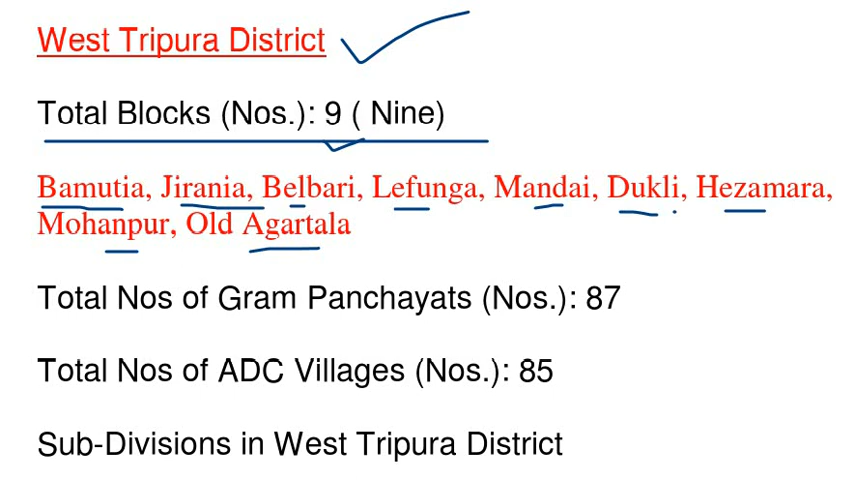 West Tripura District
Total Blocks (Nos.): 9 ( Nine)
Bamutia, Jirania, Belbari, Lefunga, Mandai, Dukli, Hezamara,
Mohanpur, Old Agartala
Total Nos of Gram Panchayats (Nos.): 87
Total Nos of ADC Villages (Nos.): 85
Sub-Divisions in West Tripura District